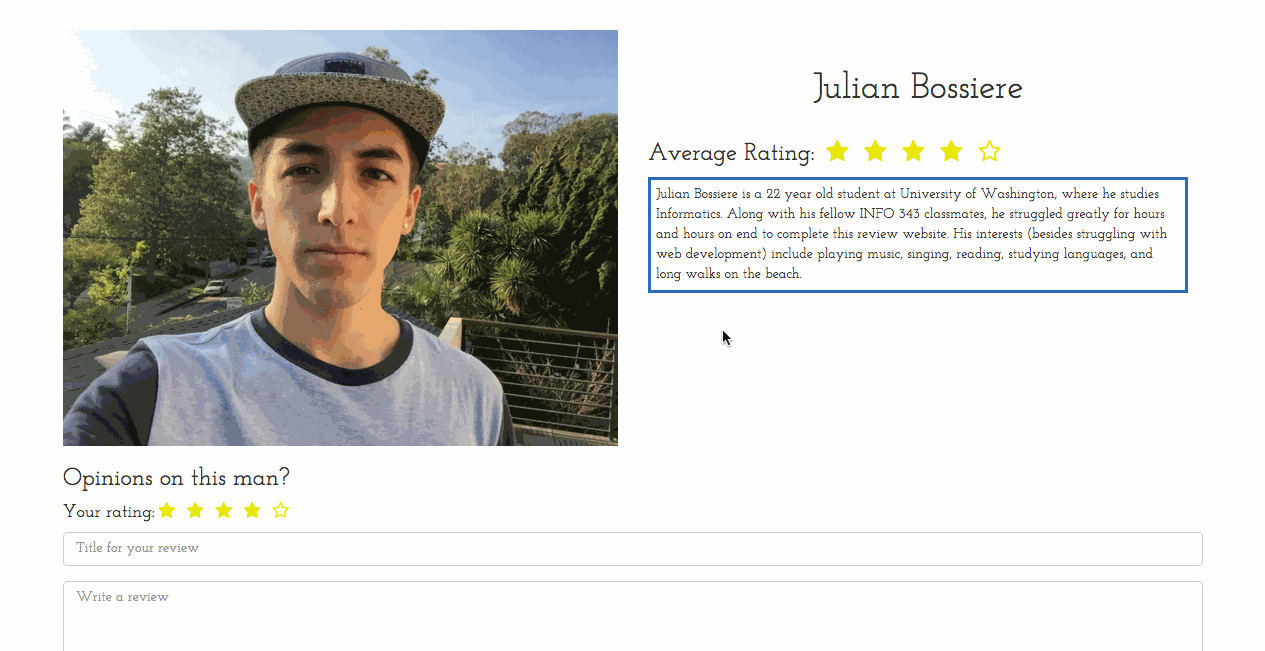 Julian Bossiere
Average Rating:
Julian Bossiere is a 22 year old student at University of Washington, where he studies
Informatics. Along with his fellow INFO 343 classmates, he struggled greatly for hours
and hours on end to complete this review website. His interests (besides struggling with
web development) include playing music, singing, reading, studying languages, and
long walks on the beach.
Opinions on this man?
Your rating:
Title for your review
Write a review